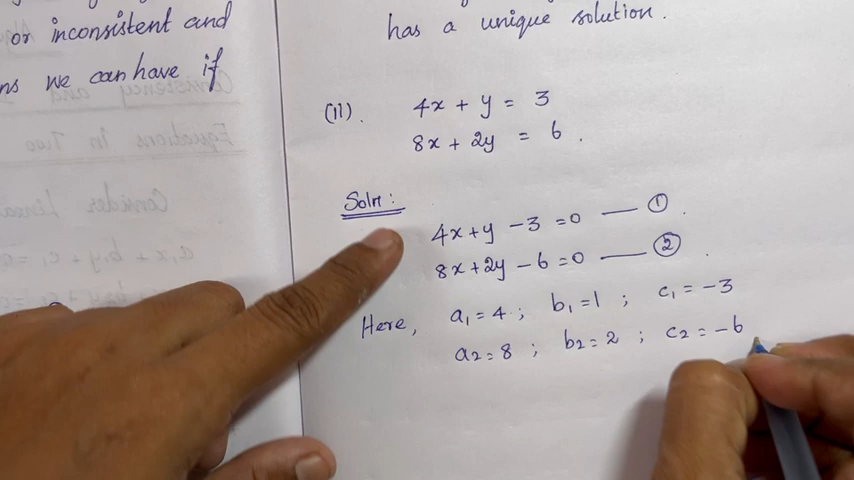 or inconsistent and
ns we can have if
has a unique solution.
(II). 4x + y = 3
8x + 2y = 6.
Soln:
4x + y - 3 = 0 — ①.
8x + 2y - 6 = 0 — ②.
Here, a₁ = 4; b₁ = 1; c₁ = -3
a₂ = 8; b₂ = 2; c₂ = -6